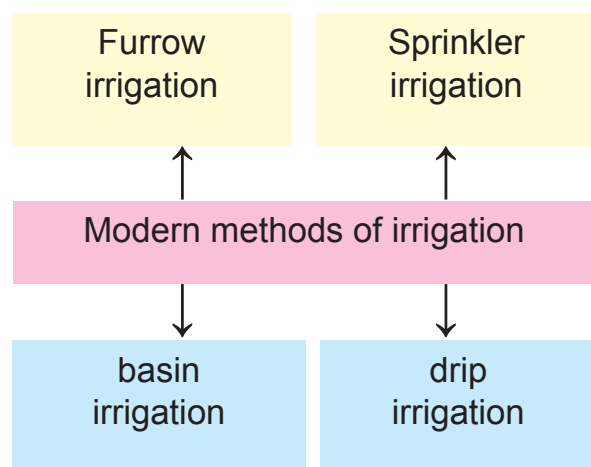 Furrow
irrigation
Sprinkler
irrigation
Modern methods of irrigation
basin
irrigation
drip
irrigation